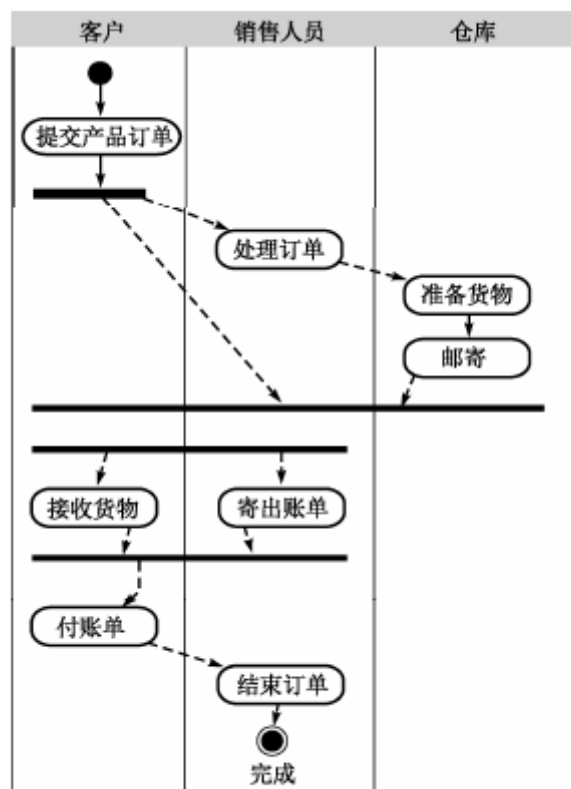 客户 销售人员 仓库
提交产品订单
处理订单
准备货物
邮寄
接收货物 寄出账单
付账单
结束订单
完成